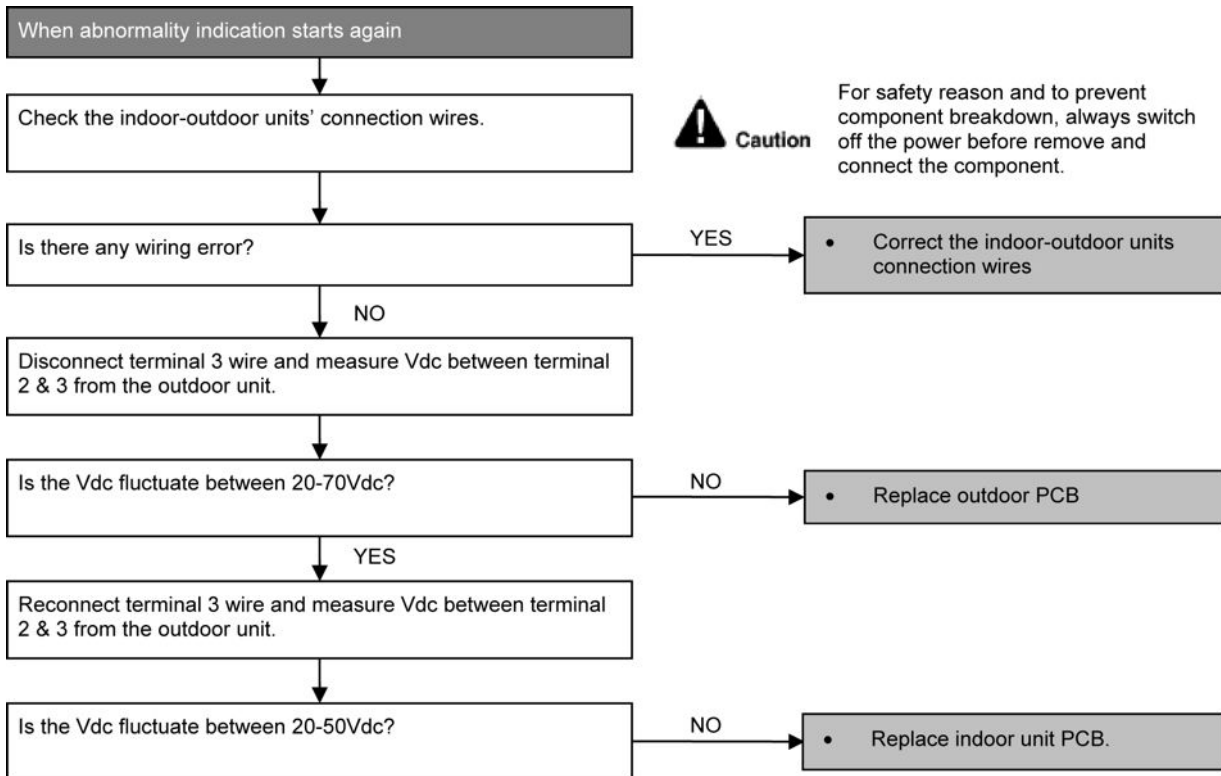 When abnormality indication starts again
Check the indoor-outdoor units' connection wires.
Caution
For safety reason and to prevent
component breakdown, always switch
off the power before remove and
connect the component.
Is there any wiring error?
YES
• Correct the indoor-outdoor units
connection wires
NO
Disconnect terminal 3 wire and measure Vdc between terminal
2 & 3 from the outdoor unit.
Is the Vdc fluctuate between 20-70Vdc?
NO
• Replace outdoor PCB
YES
Reconnect terminal 3 wire and measure Vdc between terminal
2 & 3 from the outdoor unit.
Is the Vdc fluctuate between 20-50Vdc?
NO
• Replace indoor unit PCB.